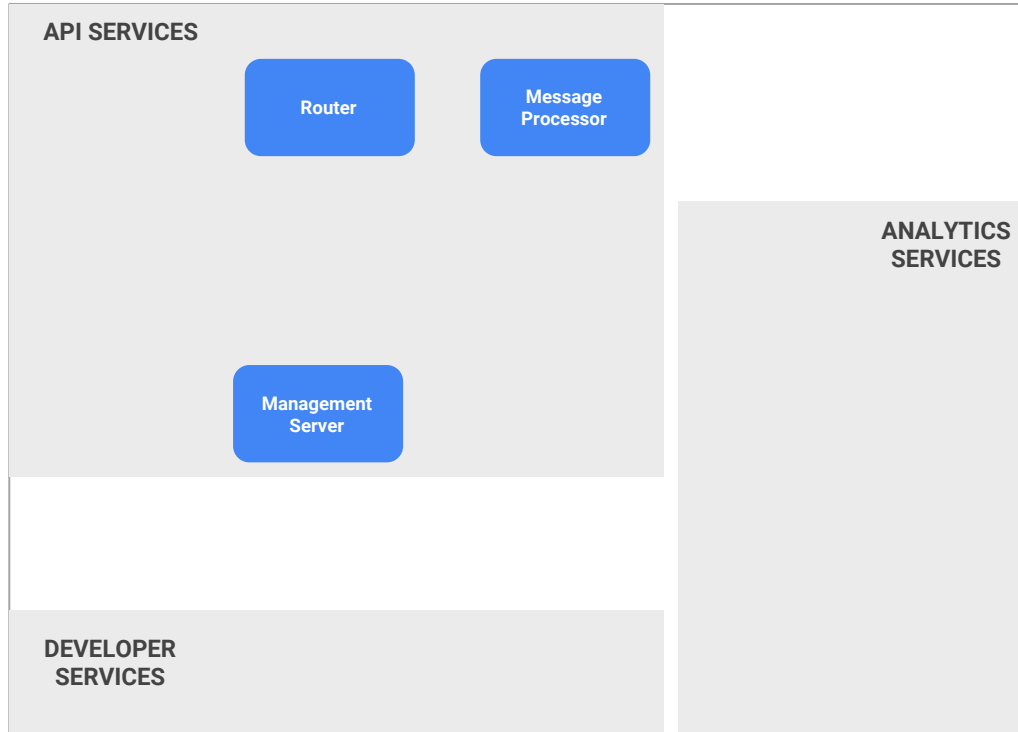 API SERVICES
Router
Message
Processor
ANALYTICS
SERVICES
Management
Server
DEVELOPER
SERVICES